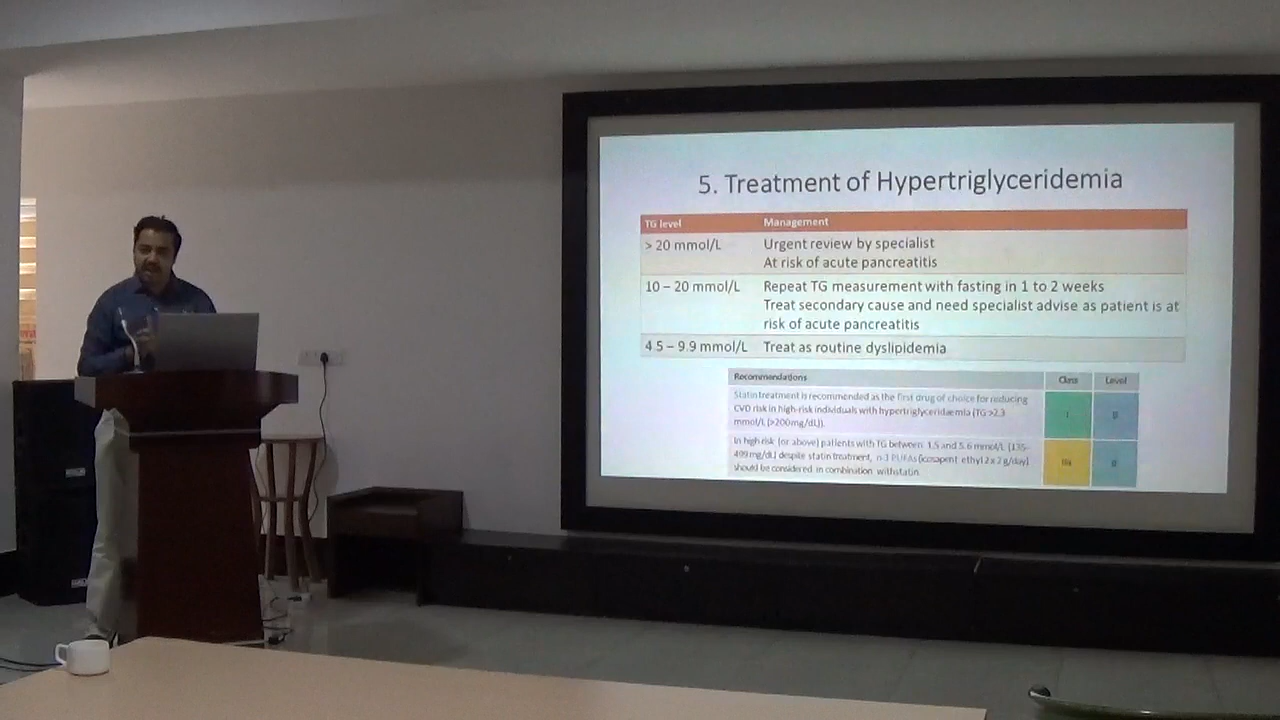 5. Treatment of Hypertriglyceridemia
TG level Management
> 20 mmol/L Urgent review by specialist
At risk of acute pancreatitis
10 – 20 mmol/L Repeat TG measurement with fasting in 1 to 2 weeks
Treat secondary cause and need specialist advise as patient is at
risk of acute pancreatitis
4.5 – 9.9 mmol/L Treat as routine dyslipidemia
Recommendations Class Level
Statin treatment is recommended as the first drug of choice for reducing
CVD risk in high-risk individuals with hypertriglyceridaemia [TG >2.3
mmol/L (>200 mg/dL)].
In high risk (or above) patients with TG between 1.5 and 5.6 mmol/L (135-
499 mg/dL) despite statin treatment, n-3 PUFAs (icosapent ethyl 2 x 2 g/day)
should be considered in combination with statin